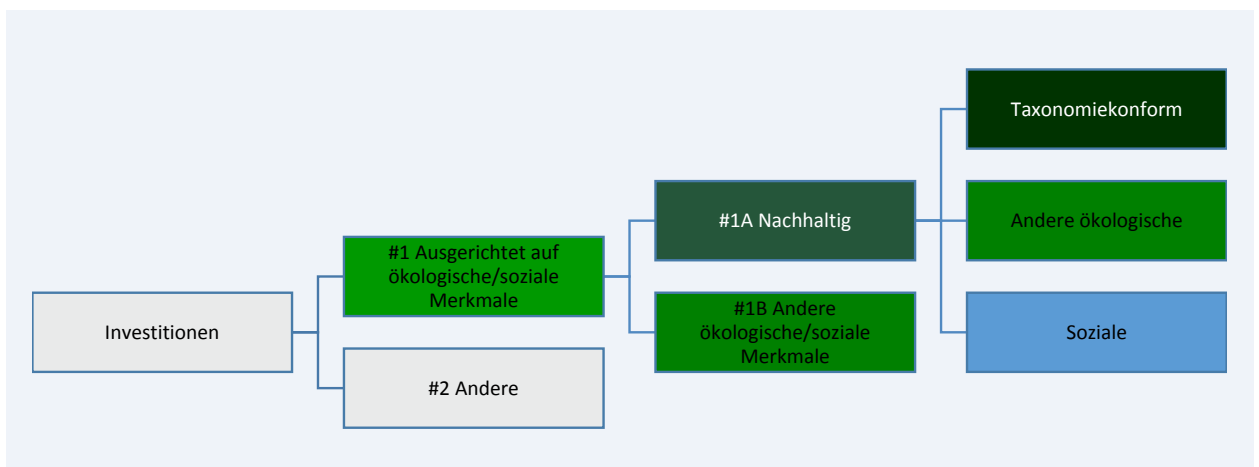 Investitionen
#1 Ausgerichtet auf
ökologische/soziale
Merkmale
#2 Andere
#1A Nachhaltig
#1B Andere
ökologische/soziale
Merkmale
Taxonomiekonform
Andere ökologische
Soziale